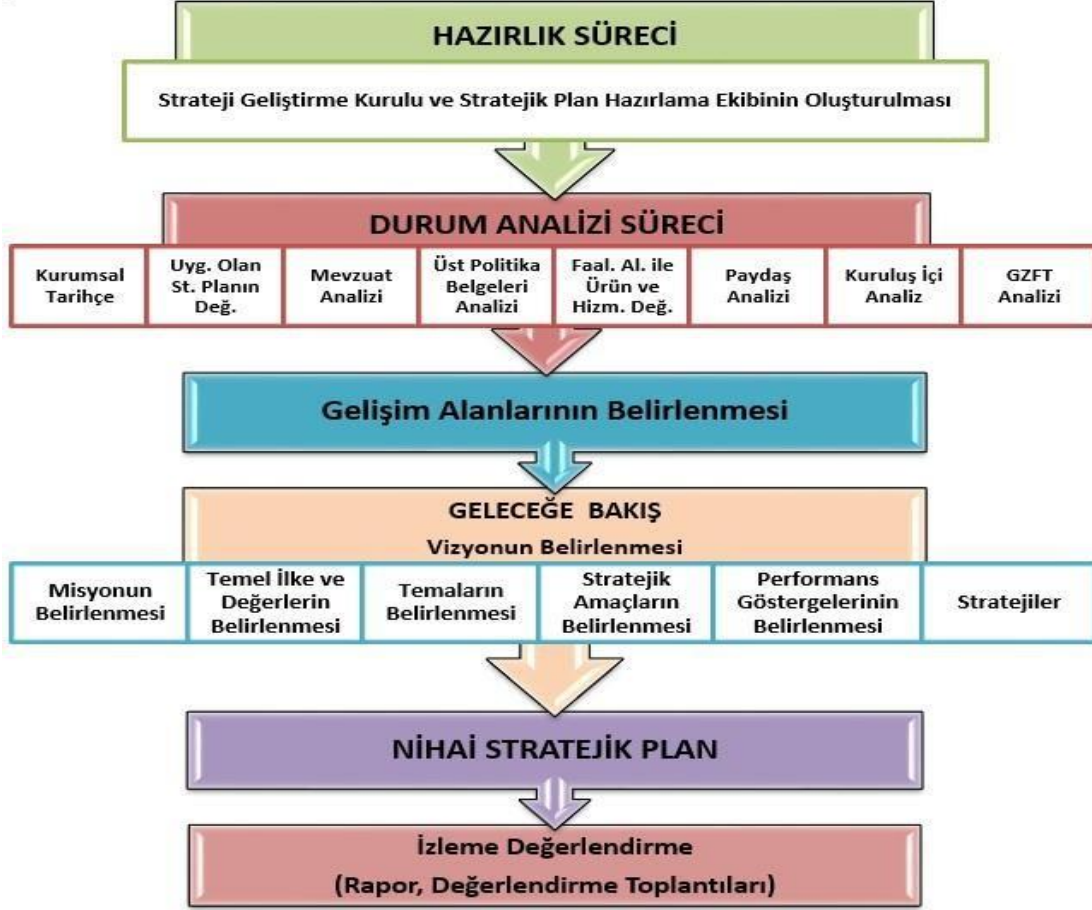 HAZIRLIK SÜRECİ
Strateji Geliştirme Kurulu ve Stratejik Plan Hazırlama Ekibinin Oluşturulması
DURUM ANALİZİ SÜRECİ
Kurumsal
Tarihçe
Uyg. Olan
St. Planın
Değ.
Mevzuat
Analizi
Üst Politika
Belgeleri
Analizi
Faal. Al. ile
Ürün ve
Hizm. Değ.
Paydaş
Analizi
Kuruluş İçi
Analiz
GZFT
Analizi
Gelişim Alanlarının Belirlenmesi
GELECEĞE BAKIŞ
Vizyonun Belirlenmesi
Misyonun
Belirlenmesi
Temel İlke ve
Değerlerin
Belirlenmesi
Temaların
Belirlenmesi
Stratejik
Amaçların
Belirlenmesi
Performans
Göstergelerinin
Belirlenmesi
Stratejiler
NİHAİ STRATEJİK PLAN
İzleme Değerlendirme
(Rapor, Değerlendirme Toplantıları)